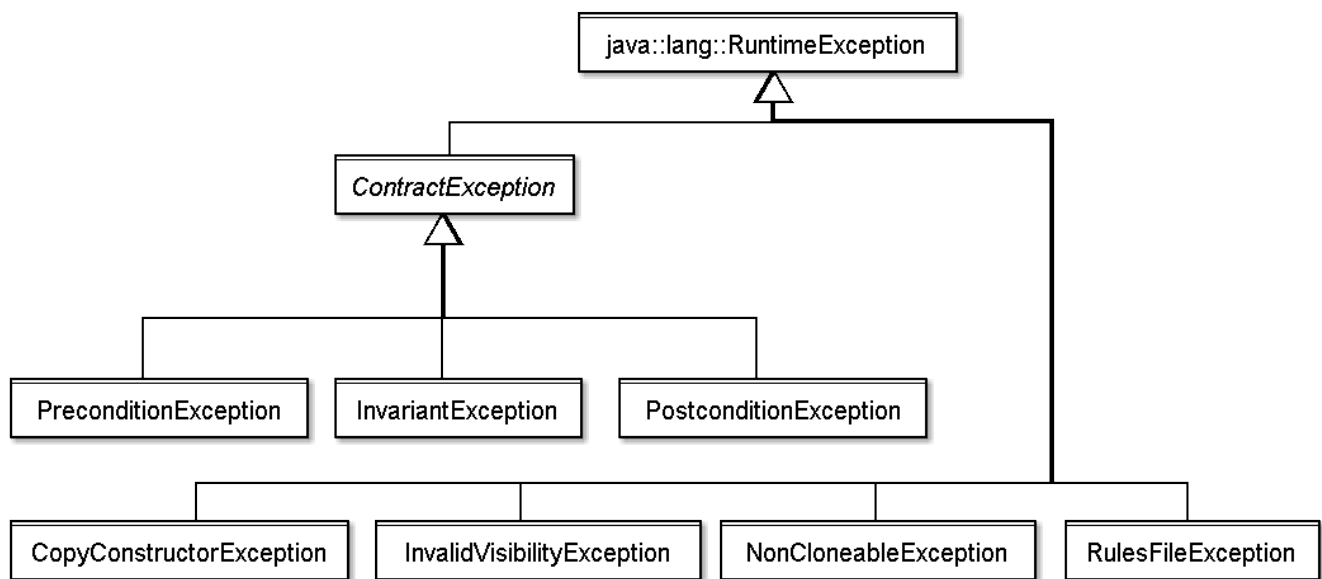 java::lang::RuntimeException
ContractException
PreconditionException
InvariantException
PostconditionException
CopyConstructorException
InvalidVisibilityException
NonCloneableException
RulesFileException